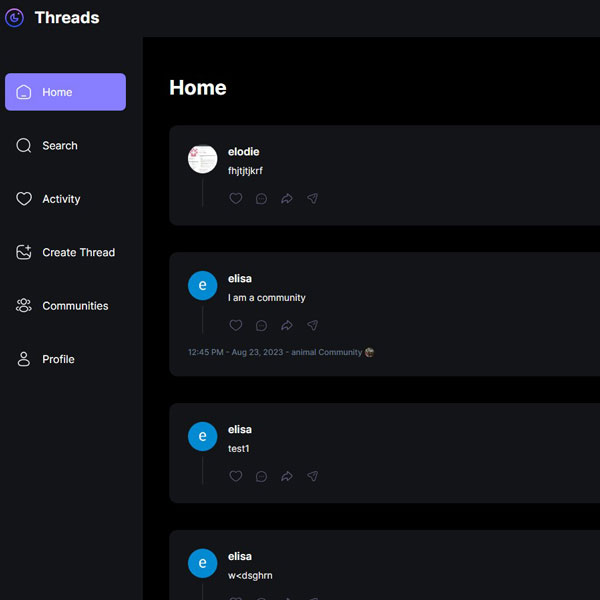 Threads
Home
Search
Activity
Create Thread
Communities
Profile
Home
elodie
fhjtjtjkrf
e
elisa
I am a community
12:45 PM - Aug 23, 2023 - animal Community
e
elisa
test1
e
elisa
w<dsghrn